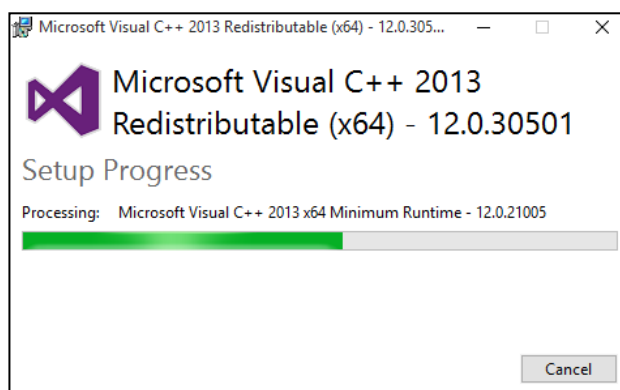 Microsoft Visual C++ 2013 Redistributable (x64) - 12.0.305...
Microsoft Visual C++ 2013
Redistributable (x64) - 12.0.30501
Setup Progress
Processing: Microsoft Visual C++ 2013 x64 Minimum Runtime - 12.0.21005
Cancel